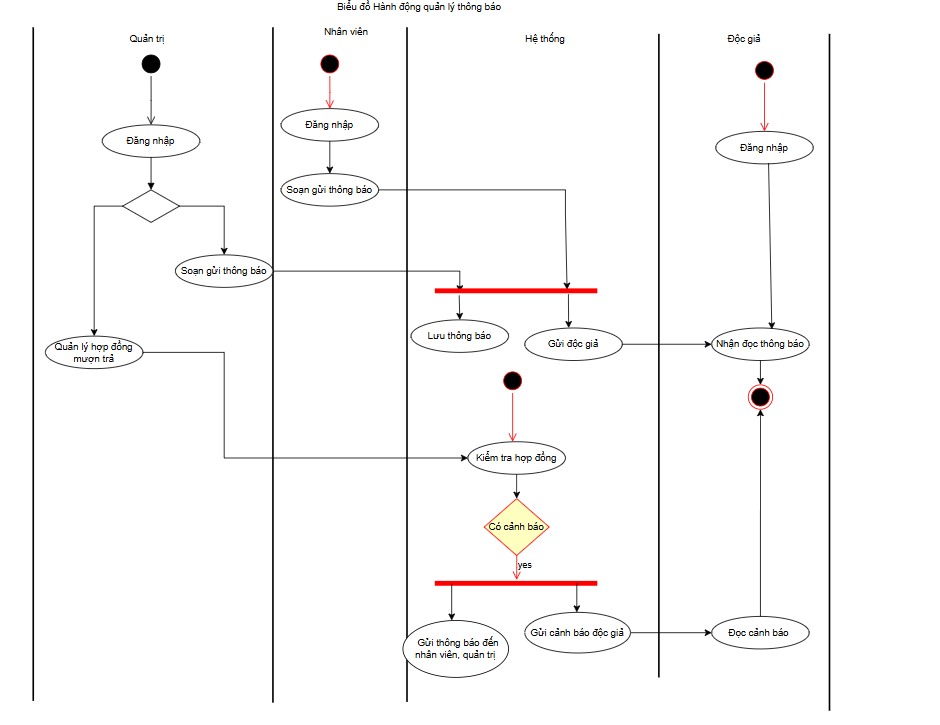 Biểu đồ Hành động quản lý thông báo
Quản trị
Nhân viên
Hệ thống
Độc giả
Đăng nhập
Đăng nhập
Đăng nhập
Soạn gửi thông báo
Soạn gửi thông báo
Lưu thông báo
Gửi độc giả
Nhận đọc thông báo
Quản lý hợp đồng
mượn trả
Kiểm tra hợp đồng
Có cảnh báo
yes
Gửi thông báo đến
nhân viên, quản trị
Gửi cảnh báo độc giả
Đọc cảnh báo